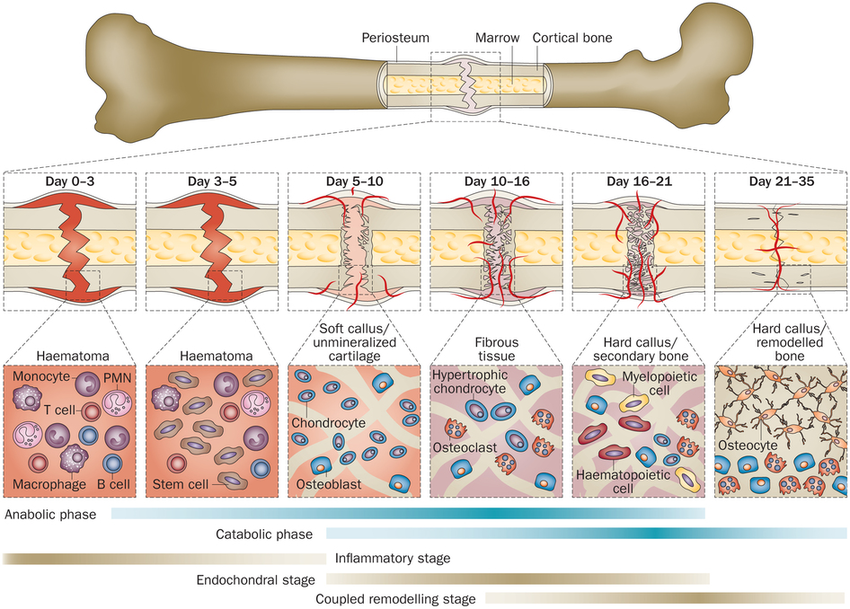 Periosteum
Marrow
Cortical bone
Day 0–3
Day 3–5
Day 5–10
Day 10–16
Day 16–21
Day 21–35
Haematoma
Haematoma
Soft callus/
unmineralized
cartilage
Fibrous
tissue
Hard callus/
secondary bone
Hard callus/
remodelled
bone
Monocyte
PMN
T cell
Macrophage
B cell
Stem cell
Chondrocyte
Osteoblast
Hypertrophic
chondrocyte
Osteoclast
Myelopoietic
cell
Haematopoietic
cell
Osteocyte
Anabolic phase
Catabolic phase
Inflammatory stage
Endochondral stage
Coupled remodelling stage